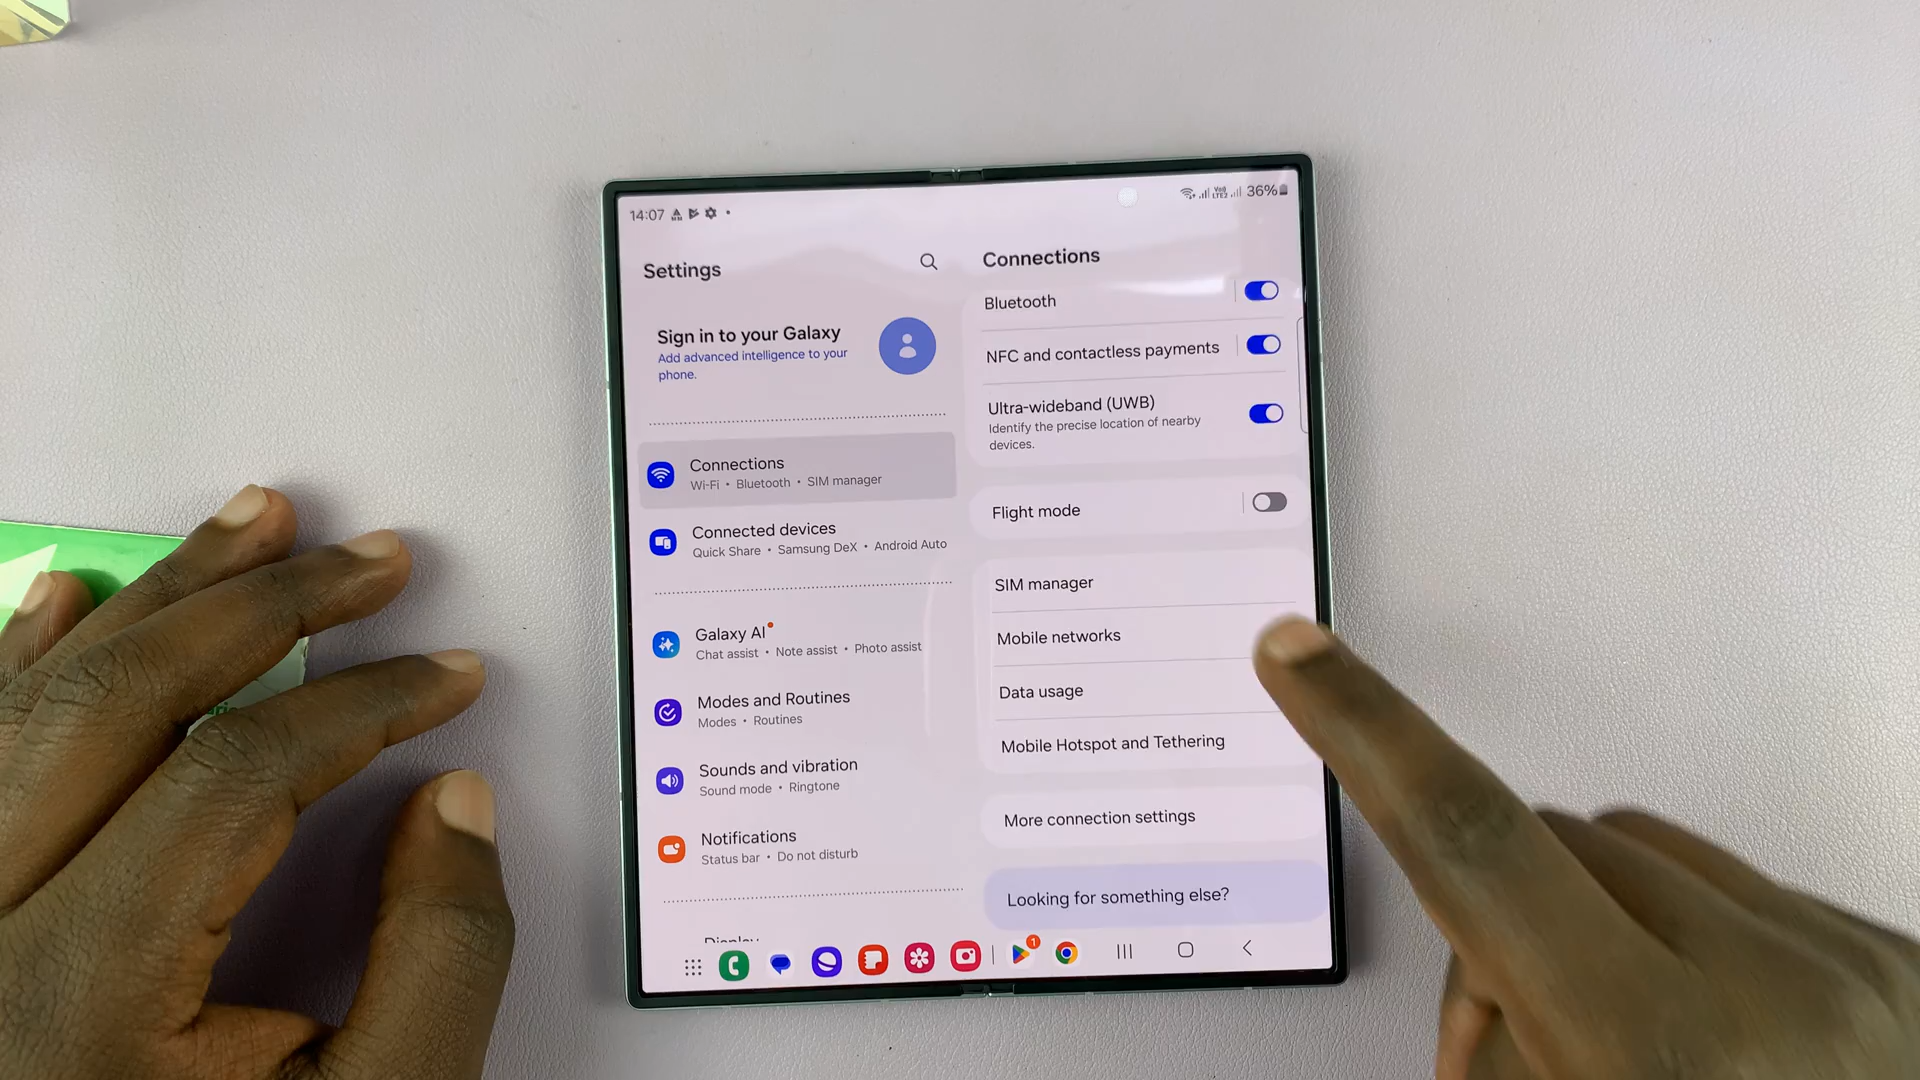 14:07
VoJ LTE2 36%
Settings
Sign in to your Galaxy
Add advanced intelligence to your
phone.
Connections
Wi-Fi • Bluetooth • SIM manager
Connected devices
Quick Share • Samsung DeX • Android Auto
Galaxy AI
Chat assist • Note assist • Photo assist
Modes and Routines
Modes • Routines
Sounds and vibration
Sound mode • Ringtone
Notifications
Status bar • Do not disturb
Display
Connections
Bluetooth
NFC and contactless payments
Ultra-wideband (UWB)
Identify the precise location of nearby
devices.
Flight mode
SIM manager
Mobile networks
Data usage
Mobile Hotspot and Tethering
More connection settings
Looking for something else?
1